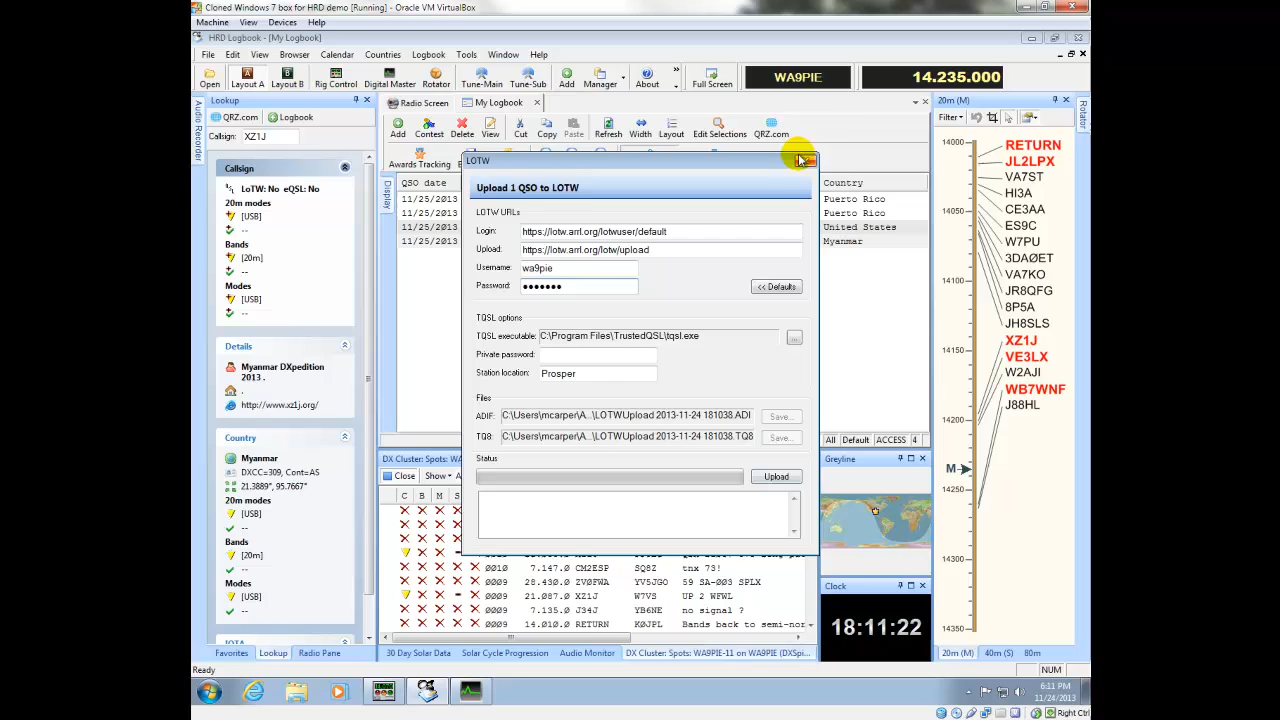 Cloned Windows 7 box for HRD demo [Running] - Oracle VM VirtualBox
Machine View Devices Help
HRD Logbook - [My Logbook]
File Edit View Browser Calendar Countries Logbook Tools Window Help
Open Layout A Layout B Rig Control Digital Master Rotator Tune-Main Tune-Sub Add Manager About » Full Screen WA9PIE 14.235.000
Audio Recorder
Lookup
QRZ.com Logbook
Callsign: XZ1J
Callsign
LoTW: No eQSL: No
20m modes
[USB]
--
Bands
[20m]
--
Modes
[USB]
--
Details
Myanmar DXpedition
2013 .
.
http://www.xz1j.org/
Country
Myanmar
DXCC=309, Cont=AS
21.3889°, 95.7667°
20m modes
[USB]
--
Bands
[20m]
--
Modes
[USB]
--
Favorites Lookup Radio Pane
Radio Screen My Logbook
Add Contest Delete View Cut Copy Paste Refresh Width Layout Edit Selections QRZ.com
Awards Tracking
Display
QSO date Country
11/25/2013 Puerto Rico
11/25/2013 Puerto Rico
11/25/2013 United States
11/25/2013 Myanmar
All Default ACCESS 4
LOTW
Upload 1 QSO to LOTW
LOTW URLs
Login: https://lotw.arrl.org/lotwuser/default
Upload: https://lotw.arrl.org/lotw/upload
Username: wa9pie
Password: ●●●●●●●
<< Defaults
TQSL options
TQSL executable: C:\Program Files\TrustedQSL\tqsl.exe ...
Private password:
Station location: Prosper
Files
ADIF: C:\Users\mcarper\A...\LOTWUpload 2013-11-24 181038.ADI Save...
TQ8: C:\Users\mcarper\A...\LOTWUpload 2013-11-24 181038.TQ8 Save...
Status
Upload
DX Cluster: Spots: WA
Close Show
C B M S
0010 7.147.0 CM2ESP SQ8Z tnx 73!
0009 28.430.0 ZV0FWA YV5JGO 59 SA-003 SPLX
0009 21.087.0 XZ1J W7VS UP 2 WFWL
0009 7.135.0 J34J YB6NE no signal ?
0009 14.010.0 RETURN K0JPL Bands back to semi-nor
30 Day Solar Data Solar Cycle Progression Audio Monitor DX Cluster: Spots: WA9PIE-11 on WA9PIE (DXSpi...
Greyline
Clock
18:11:22
20m (M)
Filter
Rotator
14000
14050
14100
14150
14200
M
14250
14300
14350
RETURN
JL2LPX
VA7ST
HI3A
CE3AA
ES9C
W7PU
3DAØET
VA7KO
JR8QFG
8P5A
JH8SLS
XZ1J
VE3LX
W2AJI
WB7WNF
J88HL
20m (M) 40m (S) 80m
Ready
NUM
6:11 PM
11/24/2013
Right Ctrl